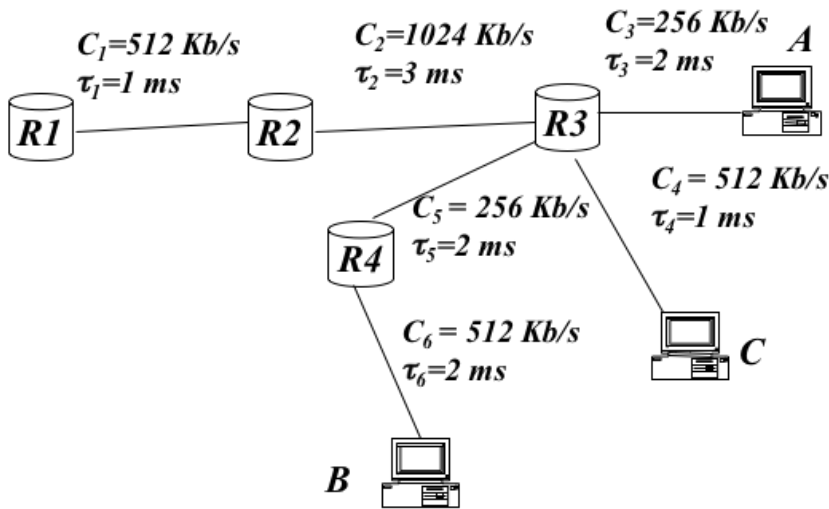 C₁=512 Kb/s
τ₁=1 ms
C₂=1024 Kb/s
τ₂=3 ms
C₃=256 Kb/s
τ₃=2 ms
A
R1
R2
R3
C₄ = 512 Kb/s
τ₄=1 ms
C₅ = 256 Kb/s
τ₅=2 ms
R4
C₆ = 512 Kb/s
τ₆=2 ms
C
B